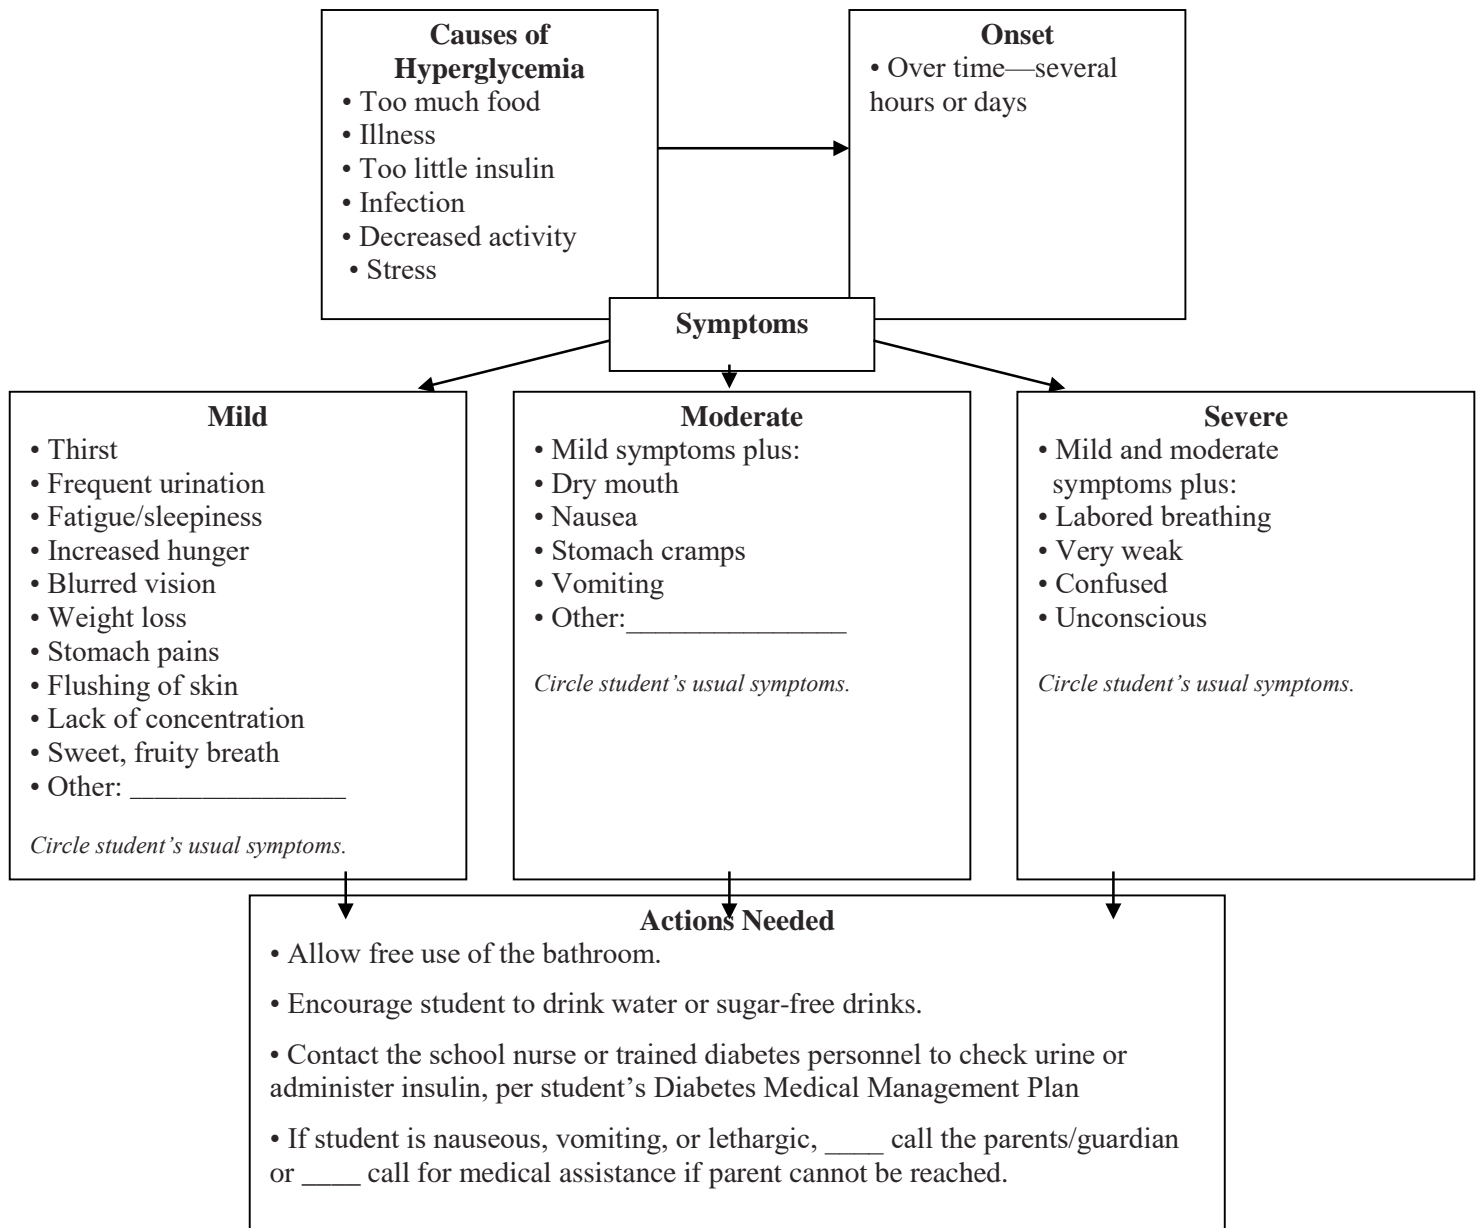 Causes of
Hyperglycemia
• Too much food
• Illness
• Too little insulin
• Infection
• Decreased activity
• Stress
Onset
• Over time—several
hours or days
Symptoms
Mild
• Thirst
• Frequent urination
• Fatigue/sleepiness
• Increased hunger
• Blurred vision
• Weight loss
• Stomach pains
• Flushing of skin
• Lack of concentration
• Sweet, fruity breath
• Other: _______________
Circle student’s usual symptoms.
Moderate
• Mild symptoms plus:
• Dry mouth
• Nausea
• Stomach cramps
• Vomiting
• Other:_______________
Circle student’s usual symptoms.
Severe
• Mild and moderate
symptoms plus:
• Labored breathing
• Very weak
• Confused
• Unconscious
Circle student’s usual symptoms.
Actions Needed
• Allow free use of the bathroom.
• Encourage student to drink water or sugar-free drinks.
• Contact the school nurse or trained diabetes personnel to check urine or
administer insulin, per student’s Diabetes Medical Management Plan
• If student is nauseous, vomiting, or lethargic, ____ call the parents/guardian
or ____ call for medical assistance if parent cannot be reached.